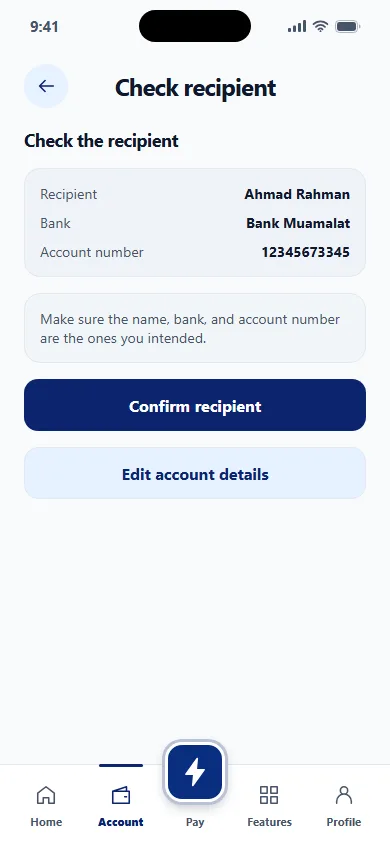 9:41
Check recipient
Check the recipient
Recipient Ahmad Rahman
Bank Bank Muamalat
Account number 12345673345
Make sure the name, bank, and account number
are the ones you intended.
Confirm recipient
Edit account details
Home Account Pay Features Profile